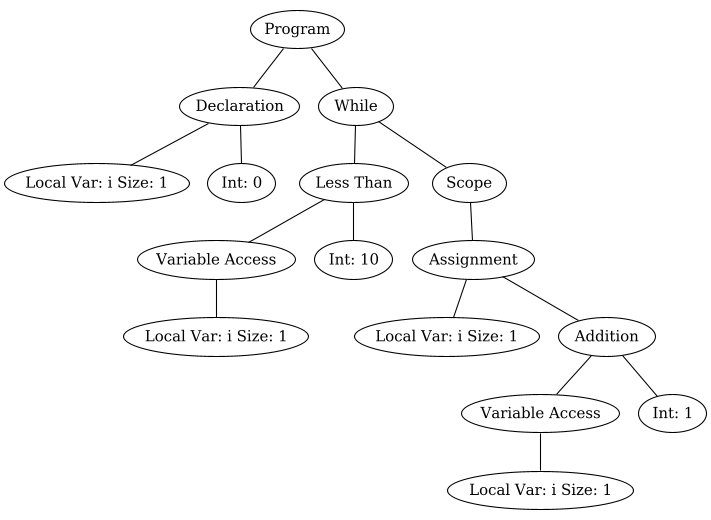 Program
Declaration
While
Local Var: i Size: 1
Int: 0
Less Than
Scope
Variable Access
Int: 10
Assignment
Local Var: i Size: 1
Local Var: i Size: 1
Addition
Variable Access
Int: 1
Local Var: i Size: 1